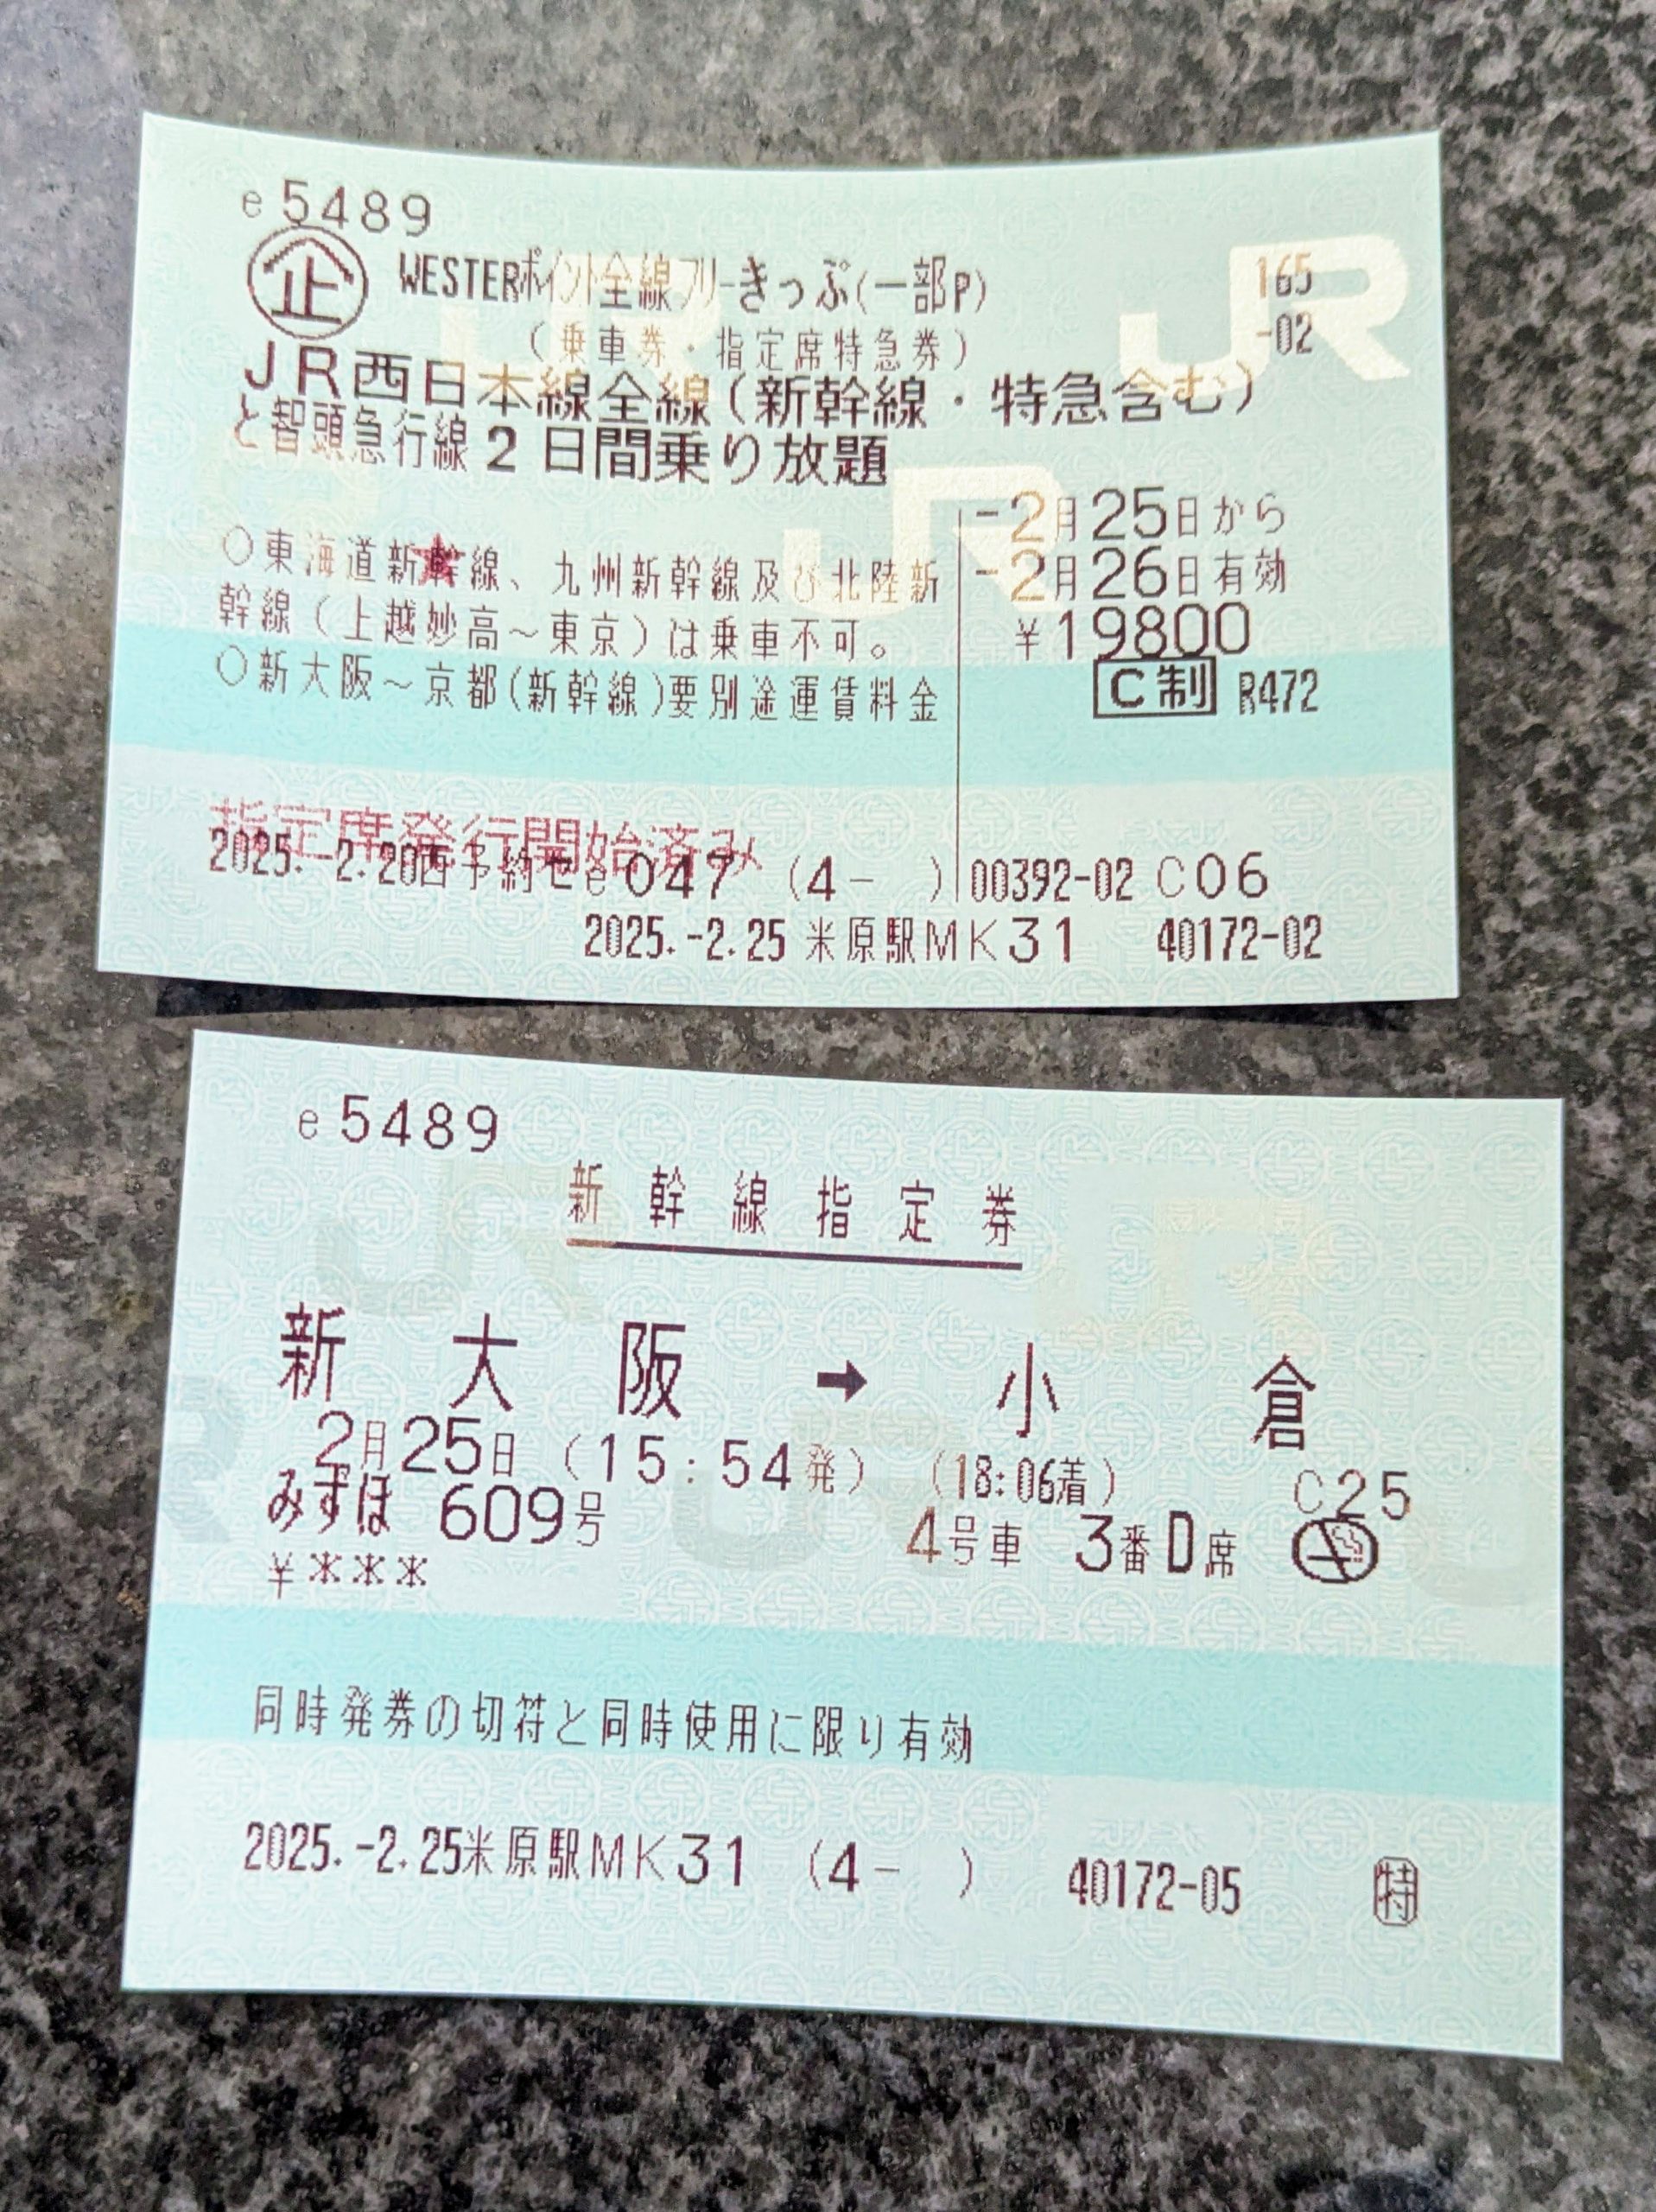 e5489
企 WESTERポイント全線フリーきっぷ(一部P) 165
(乗車券・指定席特急券) -02
JR西日本線全線(新幹線・特急含む)
と智頭急行線2日間乗り放題
-2月25日から
○東海道新幹線、九州新幹線及び北陸新 -2月26日有効
幹線(上越妙高~東京)は乗車不可。 ¥19800
○新大阪~京都(新幹線)要別途運賃料金 C制 R472
指定席発行開始済み
2025.-2.20西予約セe047 (4- ) 00392-02 C06
2025.-2.25 米原駅MK31 40172-02
e5489
新幹線指定券
新大阪 → 小倉
2月25日 (15:54発) (18:06着) C25
みずほ 609号 4号車 3番D席
¥***
同時発券の切符と同時使用に限り有効
2025.-2.25米原駅MK31 (4- ) 40172-05 特
JR
JR
JR
JR
JR